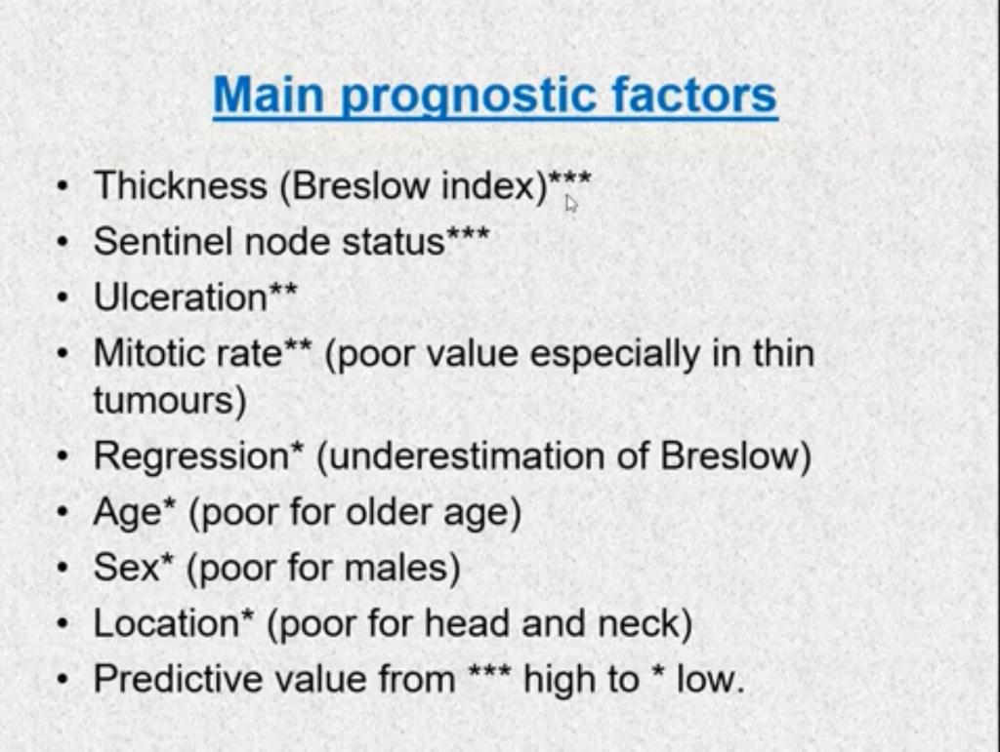 Main prognostic factors
• Thickness (Breslow index)***
• Sentinel node status***
• Ulceration**
• Mitotic rate** (poor value especially in thin
tumours)
• Regression* (underestimation of Breslow)
• Age* (poor for older age)
• Sex* (poor for males)
• Location* (poor for head and neck)
• Predictive value from *** high to * low.